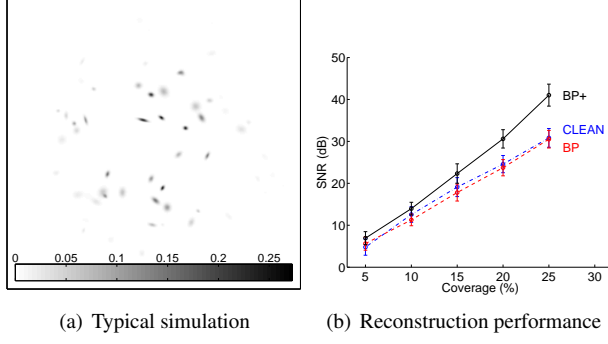 0 0.05 0.1 0.15 0.2 0.25
(a) Typical simulation
50
40
30
20
10
0
SNR (dB)
BP+
CLEAN
BP
5 10 15 20 25 30
Coverage (%)
(b) Reconstruction performance